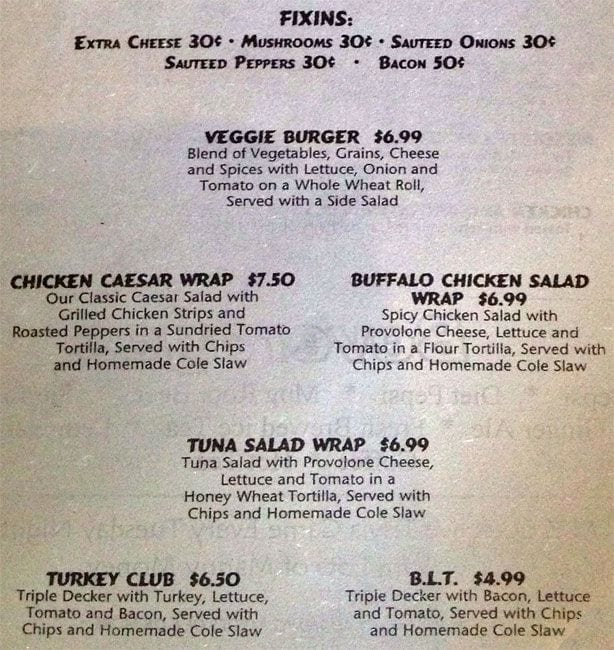 FIXINS:
EXTRA CHEESE 30¢ • MUSHROOMS 30¢ • SAUTEED ONIONS 30¢
SAUTEED PEPPERS 30¢ • BACON 50¢
VEGGIE BURGER $6.99
Blend of Vegetables, Grains, Cheese
and Spices with Lettuce, Onion and
Tomato on a Whole Wheat Roll,
Served with a Side Salad
CHICKEN CAESAR WRAP $7.50
Our Classic Caesar Salad with
Grilled Chicken Strips and
Roasted Peppers in a Sundried Tomato
Tortilla, Served with Chips
and Homemade Cole Slaw
BUFFALO CHICKEN SALAD
WRAP $6.99
Spicy Chicken Salad with
Provolone Cheese, Lettuce and
Tomato in a Flour Tortilla, Served with
Chips and Homemade Cole Slaw
TUNA SALAD WRAP $6.99
Tuna Salad with Provolone Cheese,
Lettuce and Tomato in a
Honey Wheat Tortilla, Served with
Chips and Homemade Cole Slaw
TURKEY CLUB $6.50
Triple Decker with Turkey, Lettuce,
Tomato and Bacon, Served with
Chips and Homemade Cole Slaw
B.L.T. $4.99
Triple Decker with Bacon, Lettuce
and Tomato, Served with Chips
and Homemade Cole Slaw